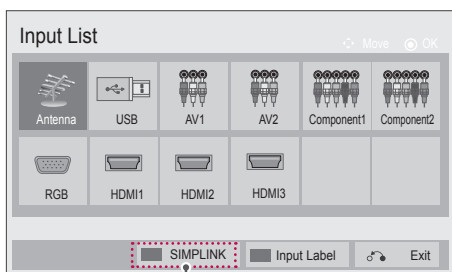 Input List
Move OK
Antenna USB AV1 AV2 Component1 Component2
RGB HDMI1 HDMI2 HDMI3
SIMPLINK Input Label Exit